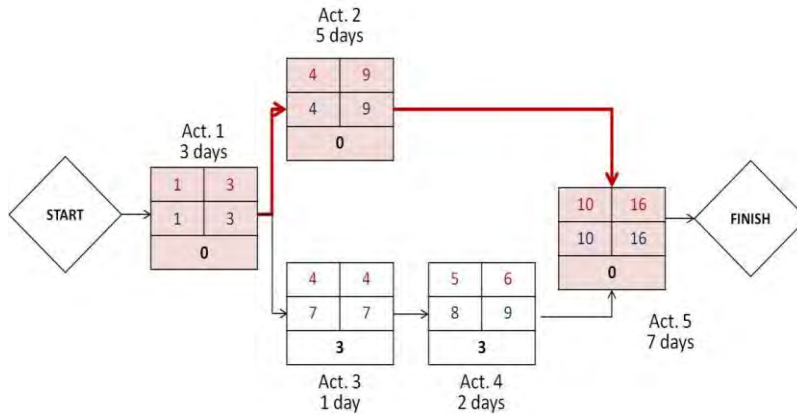 Act. 2
5 days
4 9
4 9
0
Act. 1
3 days
1 3
1 3
0
START
10 16
10 16
0
FINISH
4 4
7 7
3
5 6
8 9
3
Act. 5
7 days
Act. 3
1 day
Act. 4
2 days